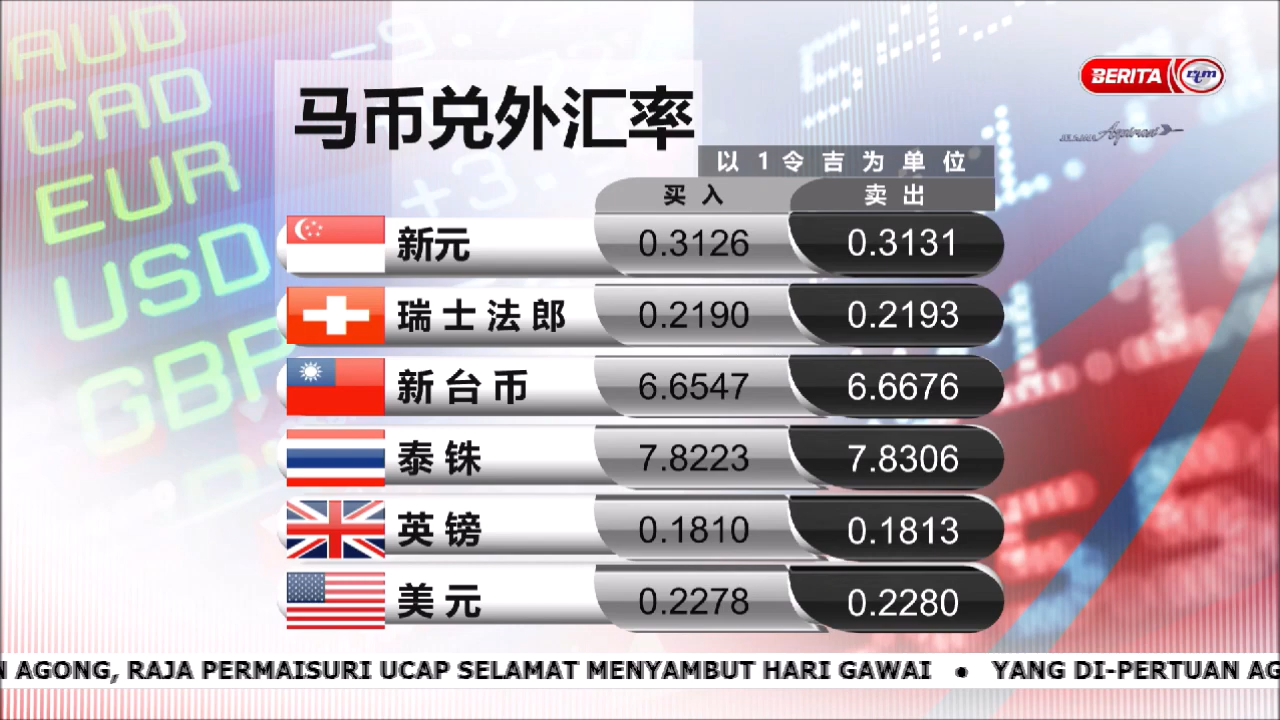 AUD
CAD
EUR
USD
GBP
马币兑外汇率
BERITA rtm
Aspirasi
以1令吉为单位
买入 卖出
新元 0.3126 0.3131
瑞士法郎 0.2190 0.2193
新台币 6.6547 6.6676
泰铢 7.8223 7.8306
英镑 0.1810 0.1813
美元 0.2278 0.2280
N AGONG, RAJA PERMAISURI UCAP SELAMAT MENYAMBUT HARI GAWAI ● YANG DI-PERTUAN AG